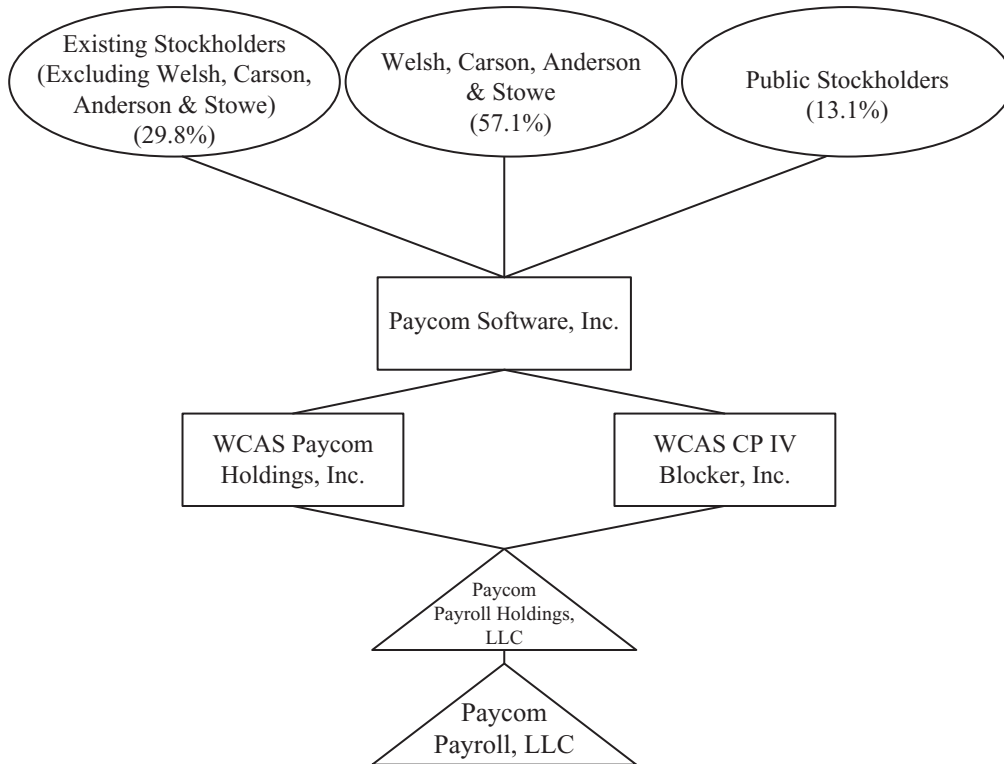 Existing Stockholders
(Excluding Welsh, Carson,
Anderson & Stowe)
(29.8%)
Welsh, Carson, Anderson
& Stowe
(57.1%)
Public Stockholders
(13.1%)
Paycom Software, Inc.
WCAS Paycom
Holdings, Inc.
WCAS CP IV
Blocker, Inc.
Paycom
Payroll Holdings,
LLC
Paycom
Payroll, LLC